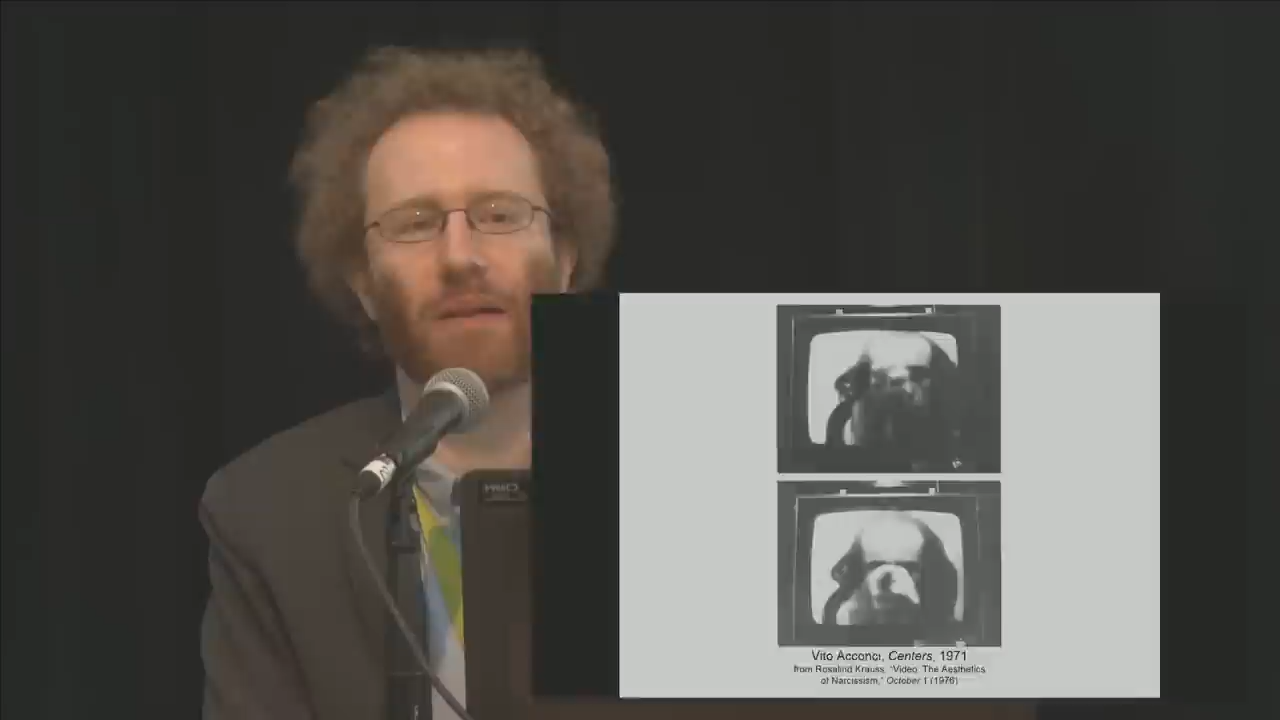 Vito Acconci, Centers, 1971
from Rosalind Krauss, "Video: The Aesthetics
of Narcissism," October 1 (1976)